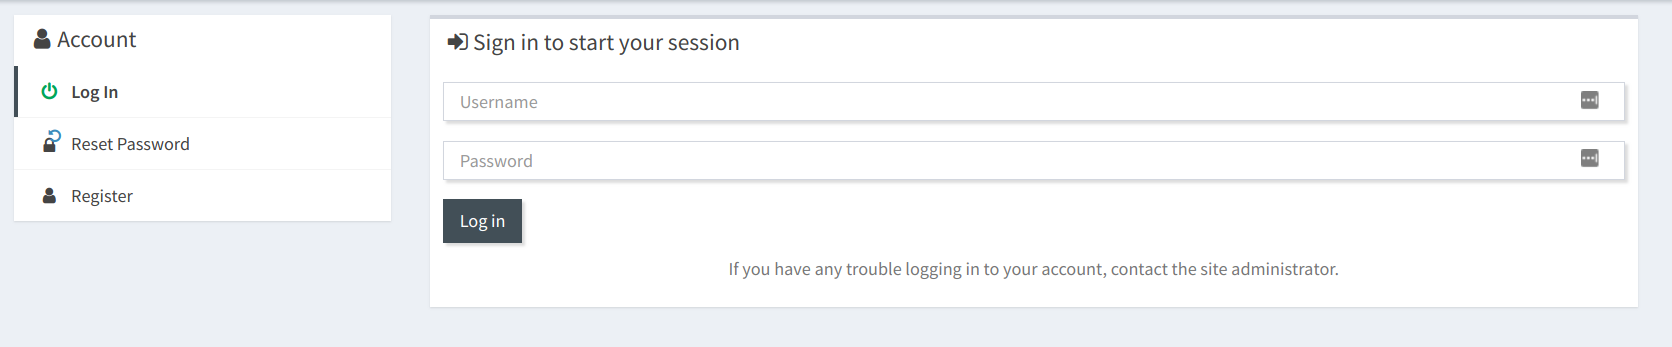 Account
Log In
Reset Password
Register
Sign in to start your session
Username
Password
Log in
If you have any trouble logging in to your account, contact the site administrator.